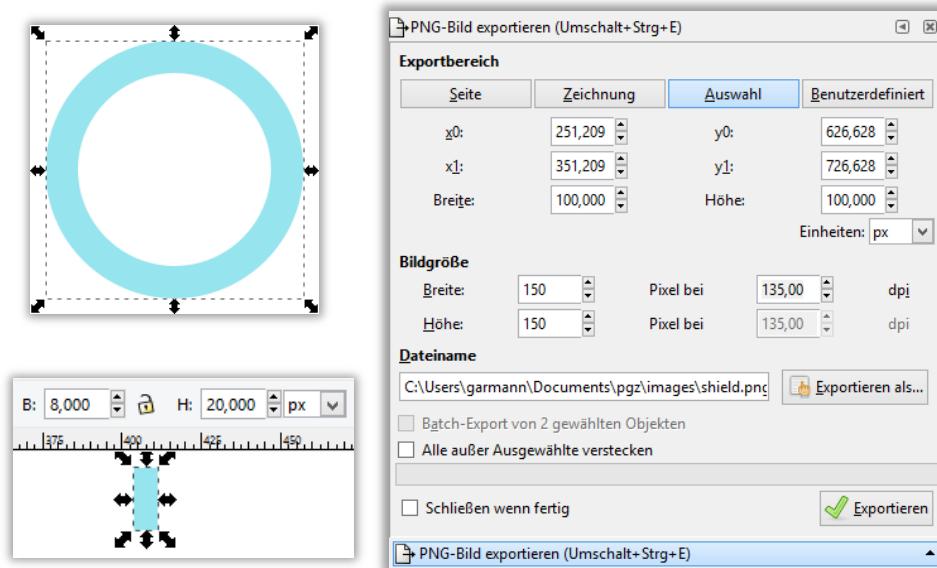 PNG-Bild exportieren (Umschalt+Strg+E)
Exportbereich
Seite Zeichnung Auswahl Benutzerdefiniert
x0: 251,209 y0: 626,628
x1: 351,209 y1: 726,628
Breite: 100,000 Höhe: 100,000
Einheiten: px
Bildgröße
Breite: 150 Pixel bei 135,00 dpi
Höhe: 150 Pixel bei 135,00 dpi
Dateiname
C:\Users\garmann\Documents\pgz\images\shield.png Exportieren als...
Batch-Export von 2 gewählten Objekten
Alle außer Ausgewählte verstecken
Schließen wenn fertig Exportieren
PNG-Bild exportieren (Umschalt+Strg+E)
B: 8,000 H: 20,000 px
375 400 425 450